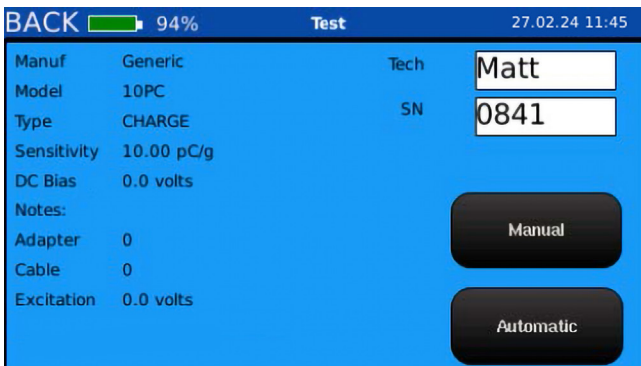 BACK 94% Test 27.02.24 11:45
Manuf Generic Tech Matt
Model 10PC
Type CHARGE SN 0841
Sensitivity 10.00 pC/g
DC Bias 0.0 volts
Notes:
Adapter 0 Manual
Cable 0
Excitation 0.0 volts
Automatic